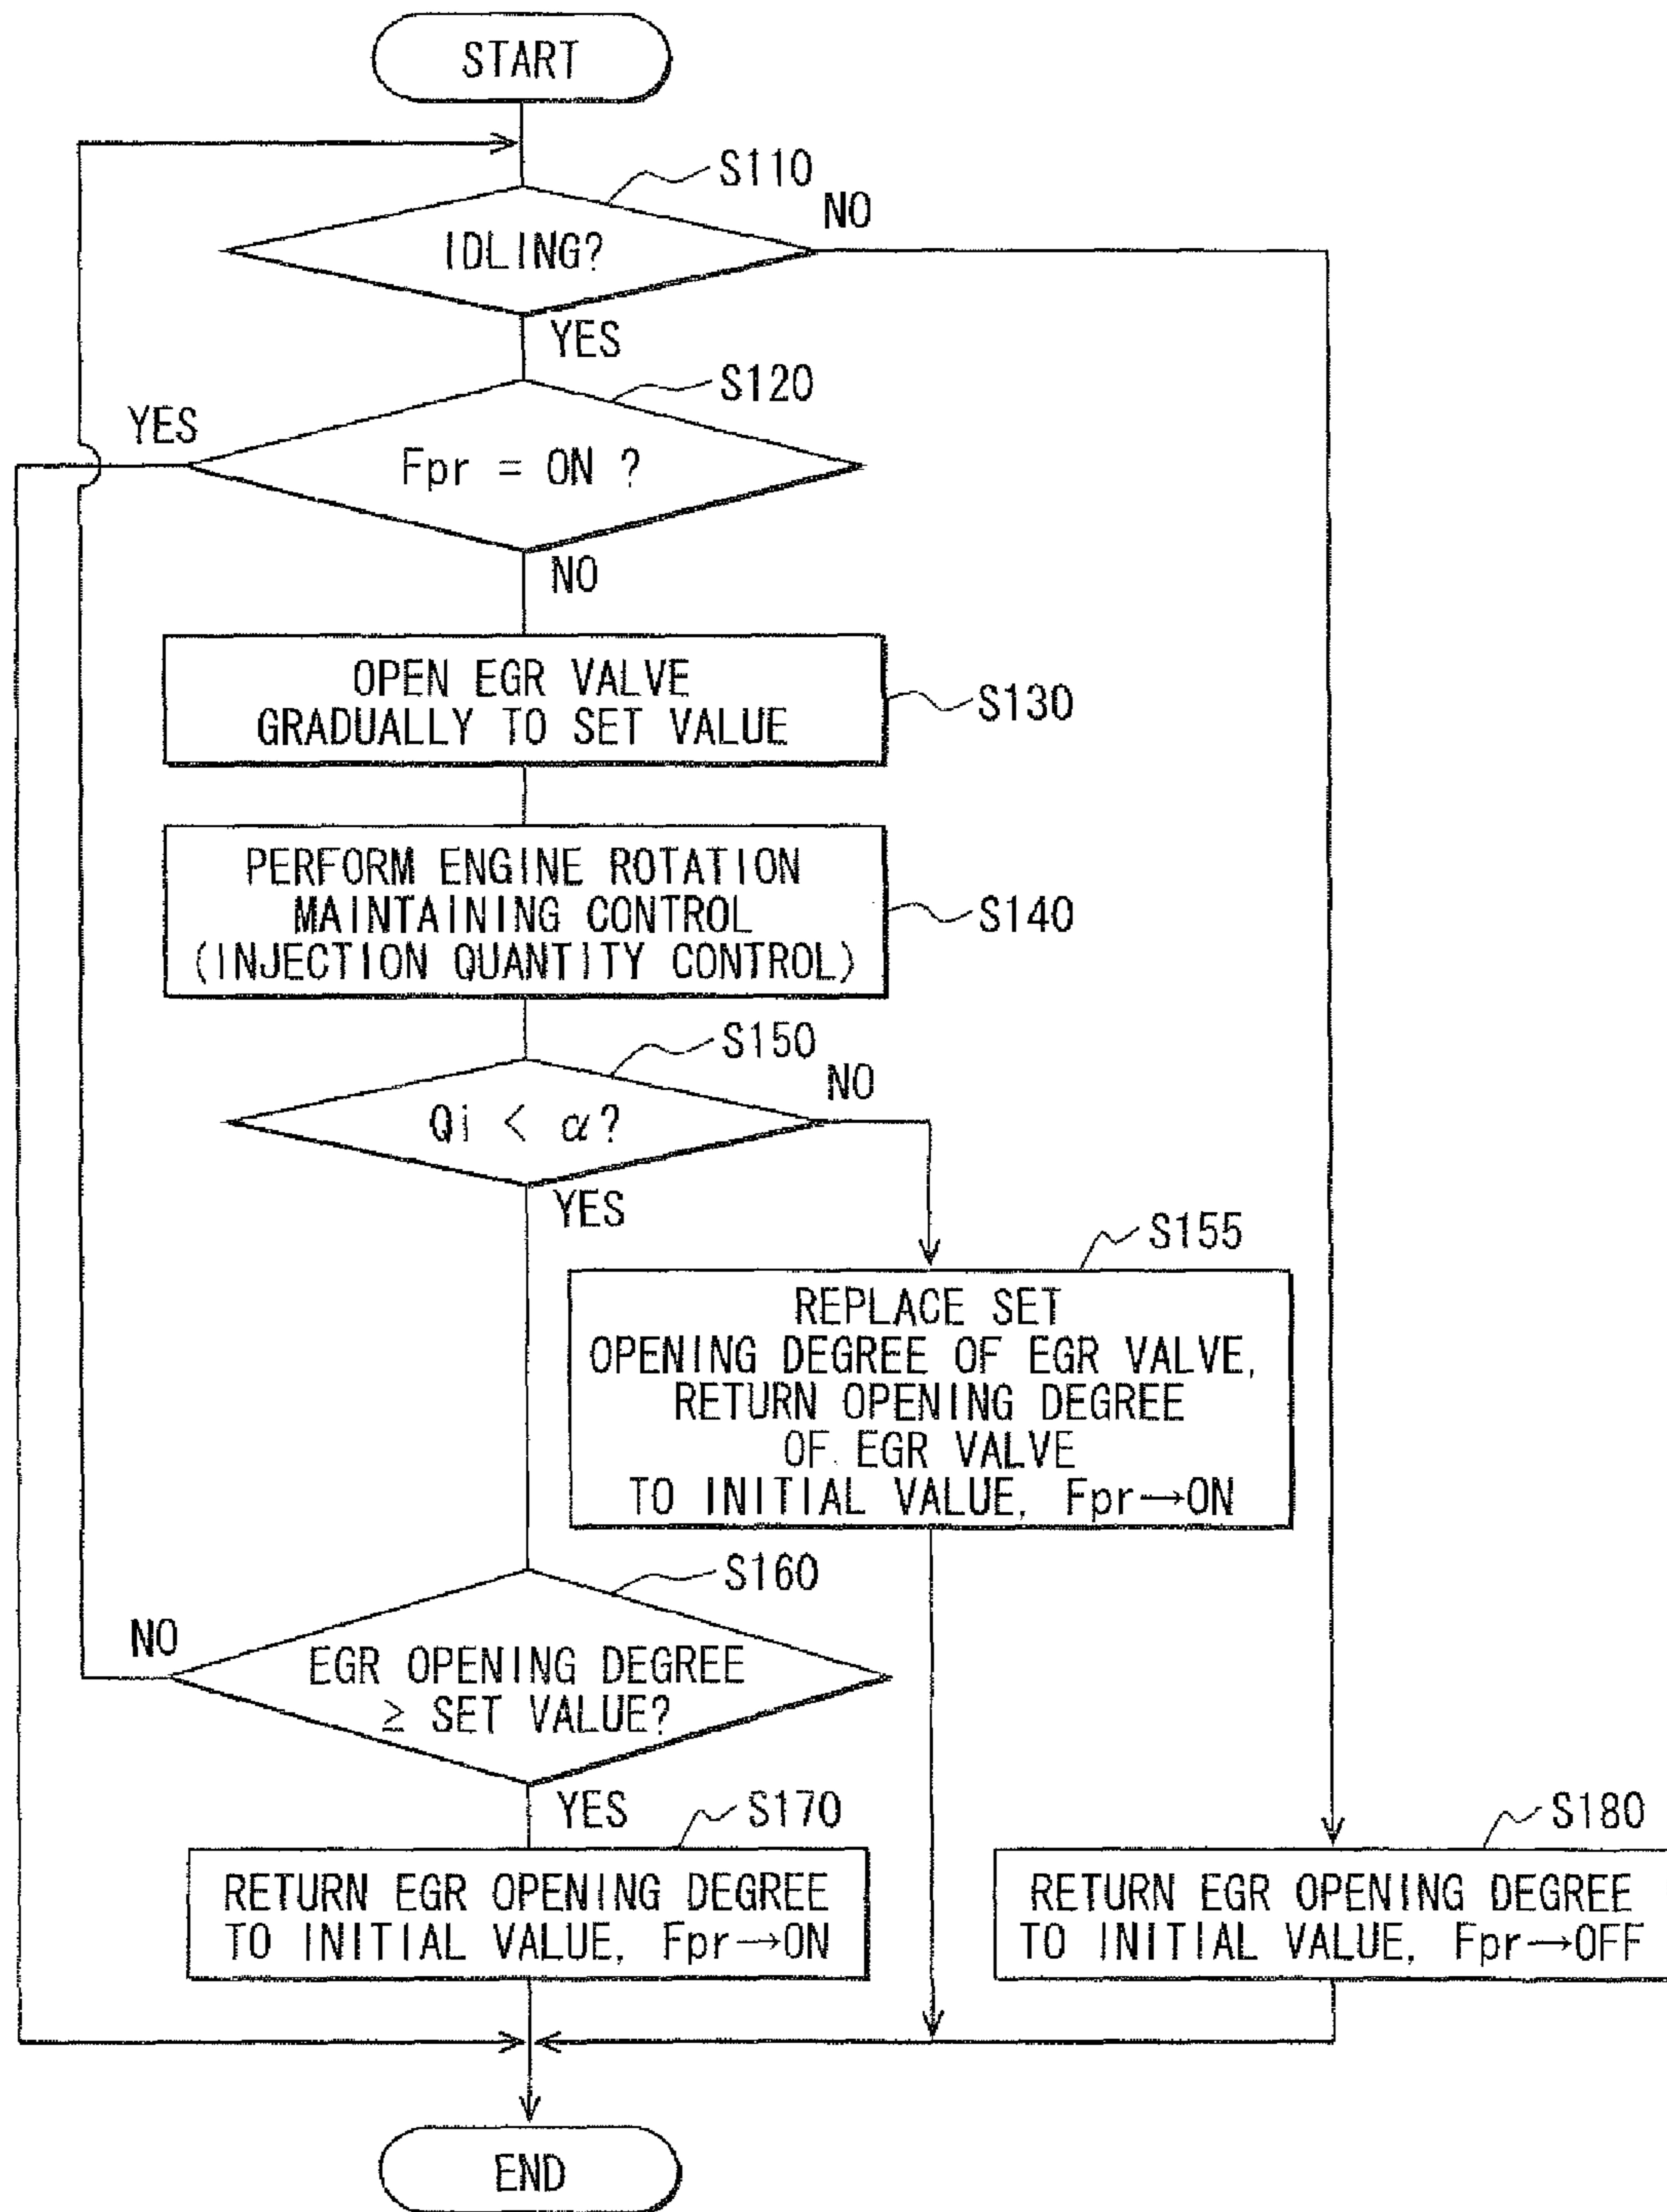 START
S110
IDLING?
NO
YES
S120
YES
Fpr = ON ?
NO
OPEN EGR VALVE
GRADUALLY TO SET VALUE
S130
PERFORM ENGINE ROTATION
MAINTAINING CONTROL
(INJECTION QUANTITY CONTROL)
S140
S150
Qi < α?
NO
YES
S155
REPLACE SET
OPENING DEGREE OF EGR VALVE,
RETURN OPENING DEGREE
OF EGR VALVE
TO INITIAL VALUE, Fpr→ON
S160
NO
EGR OPENING DEGREE
≥ SET VALUE?
YES
S170
RETURN EGR OPENING DEGREE
TO INITIAL VALUE, Fpr→ON
S180
RETURN EGR OPENING DEGREE
TO INITIAL VALUE, Fpr→OFF
END